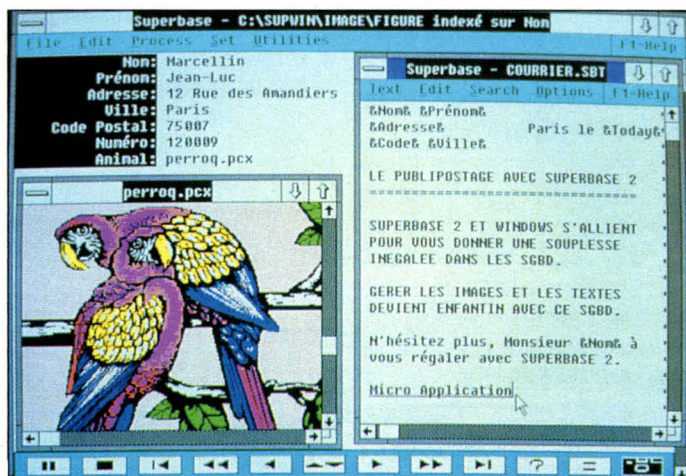 Superbase - C:\SUPWIN\IMAGE\FIGURE indexé sur Non
File Edit Process Set Utilities F1=Help
Non: Marcellin
Prénom: Jean-Luc
Adresse: 12 Rue des Amandiers
Ville: Paris
Code Postal: 75007
Numéro: 120009
Animal: perroq.pcx
perroq.pcx
Superbase - COURRIER.SBT
Text Edit Search Options F1=Help
&Nom& &Prénom&
&Adresse& Paris le &Today&
&Code& &Ville&
LE PUBLIPOSTAGE AVEC SUPERBASE 2
================================
SUPERBASE 2 ET WINDOWS S'ALLIENT
POUR VOUS DONNER UNE SOUPLESSE
INEGALEE DANS LES SGBD.
GERER LES IMAGES ET LES TEXTES
DEVIENT ENFANTIN AVEC CE SGBD.
N'hésitez plus, Monsieur &Nom& à
vous régaler avec SUPERBASE 2.
Micro Application